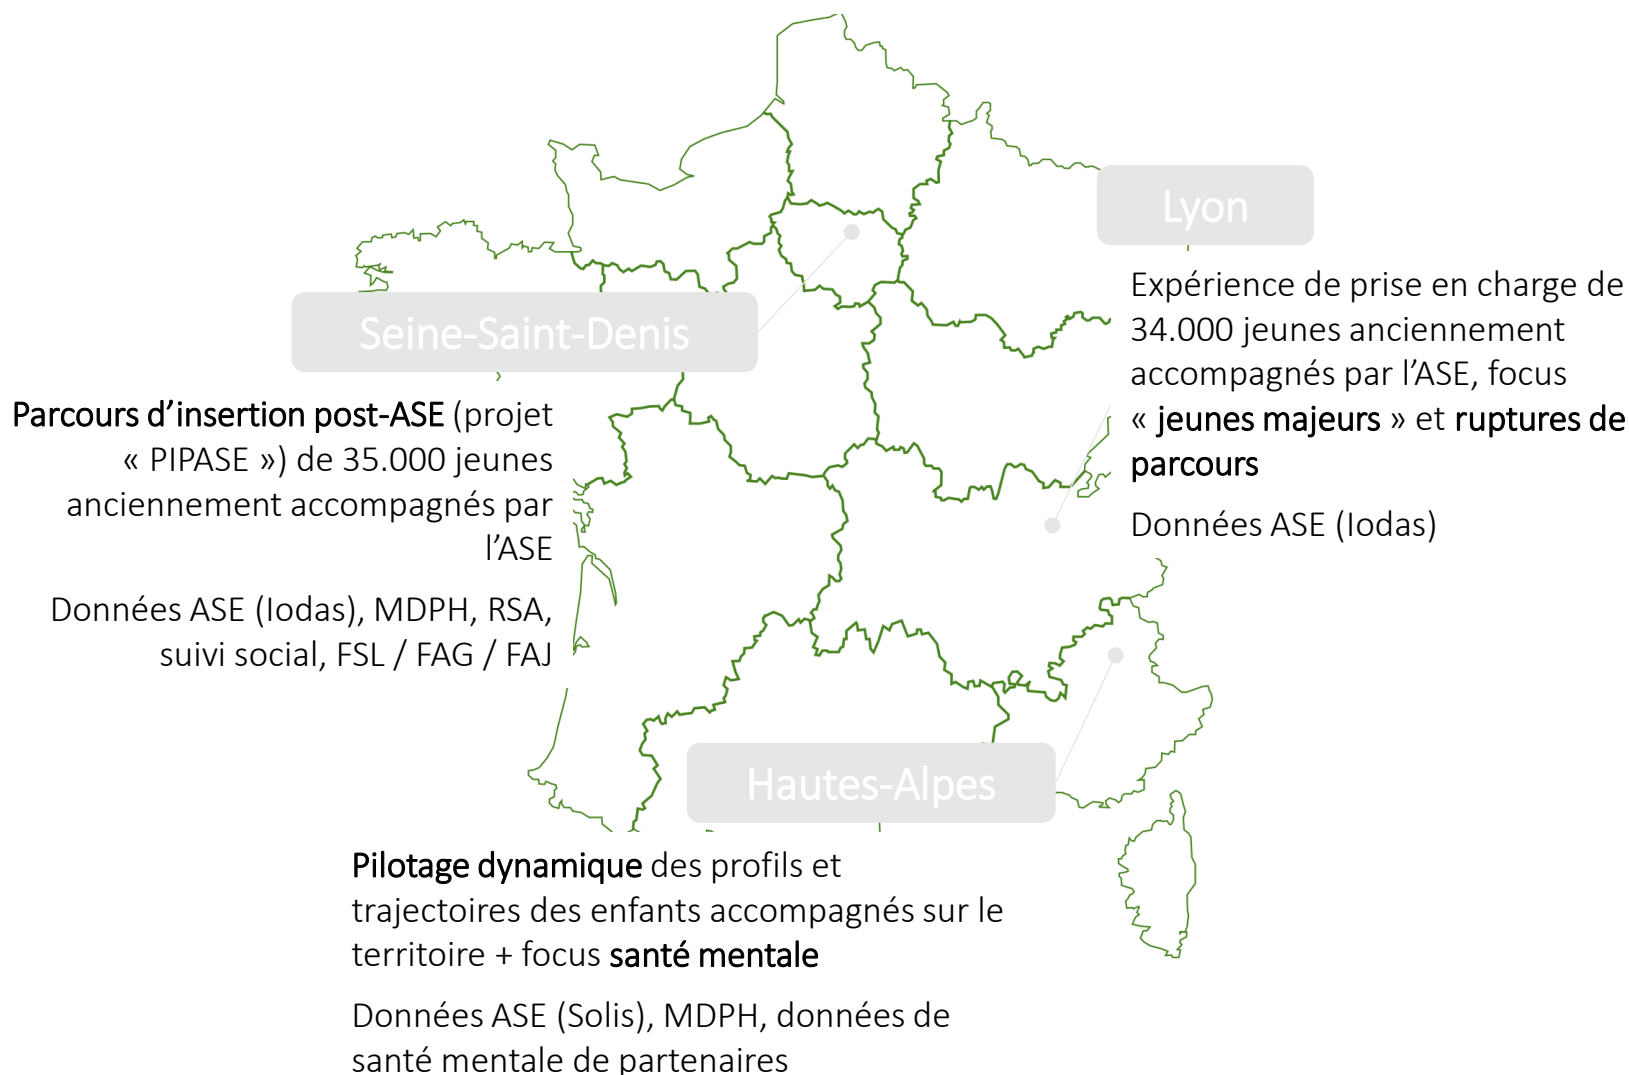 Lyon
Expérience de prise en charge de
34.000 jeunes anciennement
accompagnés par l’ASE, focus
« jeunes majeurs » et ruptures de
parcours
Données ASE (Iodas)
Seine-Saint-Denis
Parcours d’insertion post-ASE (projet
« PIPASE ») de 35.000 jeunes
anciennement accompagnés par
l’ASE
Données ASE (Iodas), MDPH, RSA,
suivi social, FSL / FAG / FAJ
Hautes-Alpes
Pilotage dynamique des profils et
trajectoires des enfants accompagnés sur le
territoire + focus santé mentale
Données ASE (Solis), MDPH, données de
santé mentale de partenaires